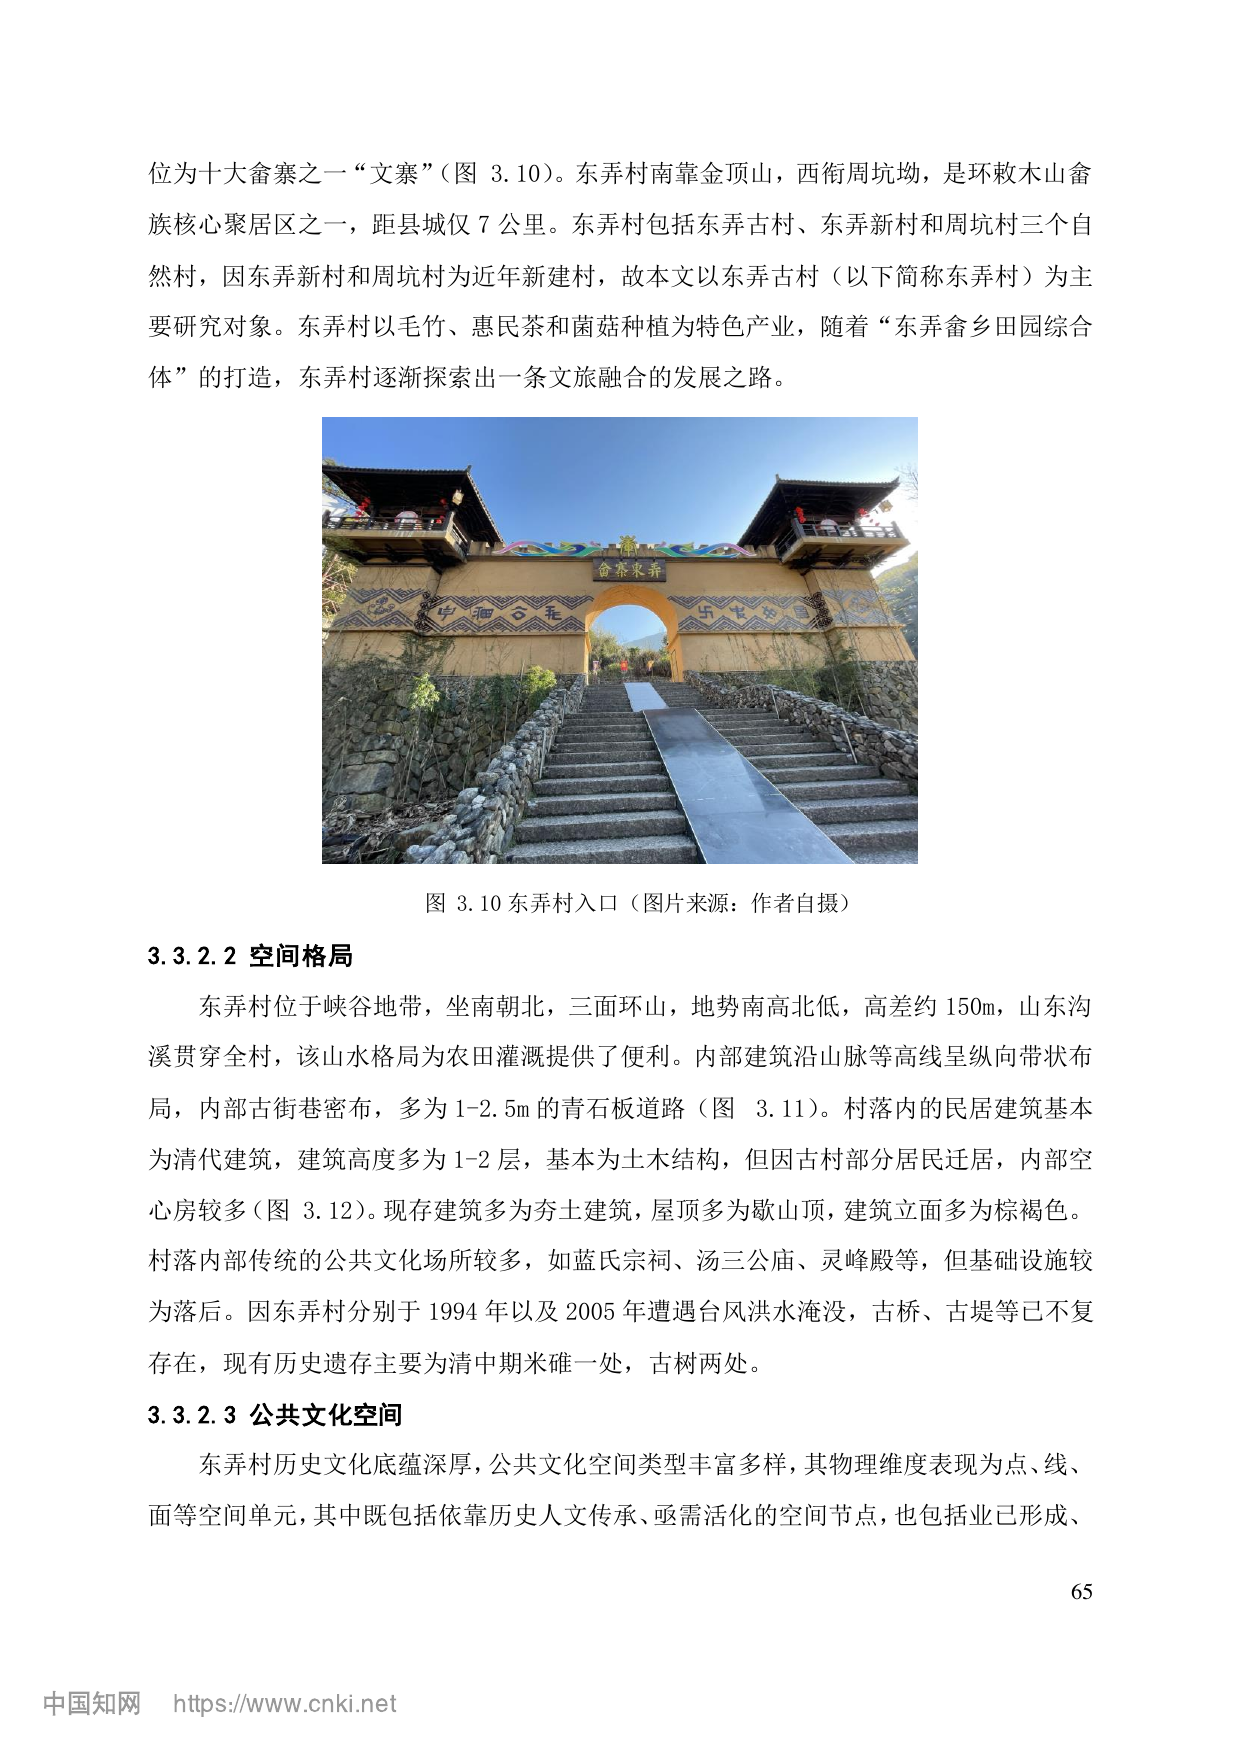 位为十大畲寨之一“文寨”（图 3.10）。东弄村南靠金顶山，西衔周坑坳，是环敕木山畲
族核心聚居区之一，距县城仅 7 公里。东弄村包括东弄古村、东弄新村和周坑村三个自
然村，因东弄新村和周坑村为近年新建村，故本文以东弄古村（以下简称东弄村）为主
要研究对象。东弄村以毛竹、惠民茶和菌菇种植为特色产业，随着“东弄畲乡田园综合
体”的打造，东弄村逐渐探索出一条文旅融合的发展之路。
畲寨東弄
图 3.10 东弄村入口（图片来源：作者自摄）
3.3.2.2 空间格局
东弄村位于峡谷地带，坐南朝北，三面环山，地势南高北低，高差约 150m，山东沟
溪贯穿全村，该山水格局为农田灌溉提供了便利。内部建筑沿山脉等高线呈纵向带状布
局，内部古街巷密布，多为 1-2.5m 的青石板道路（图 3.11）。村落内的民居建筑基本
为清代建筑，建筑高度多为 1-2 层，基本为土木结构，但因古村部分居民迁居，内部空
心房较多（图 3.12）。现存建筑多为夯土建筑，屋顶多为歇山顶，建筑立面多为棕褐色。
村落内部传统的公共文化场所较多，如蓝氏宗祠、汤三公庙、灵峰殿等，但基础设施较
为落后。因东弄村分别于 1994 年以及 2005 年遭遇台风洪水淹没，古桥、古堤等已不复
存在，现有历史遗存主要为清中期米碓一处，古树两处。
3.3.2.3 公共文化空间
东弄村历史文化底蕴深厚，公共文化空间类型丰富多样，其物理维度表现为点、线、
面等空间单元，其中既包括依靠历史人文传承、亟需活化的空间节点，也包括业已形成、
65
中国知网 https://www.cnki.net